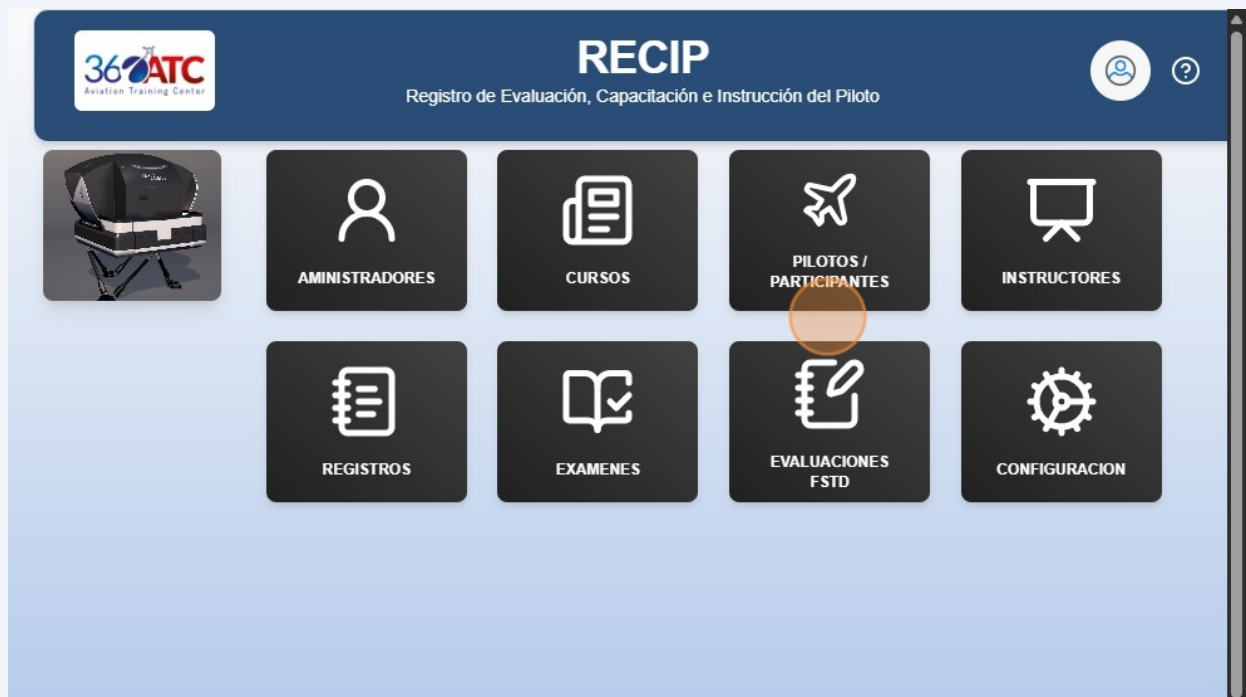 360ATC
Aviation Training Center
RECIP
Registro de Evaluación, Capacitación e Instrucción del Piloto
AMINISTRADORES
CURSOS
PILOTOS /
PARTICIPANTES
INSTRUCTORES
REGISTROS
EXAMENES
EVALUACIONES
FSTD
CONFIGURACION